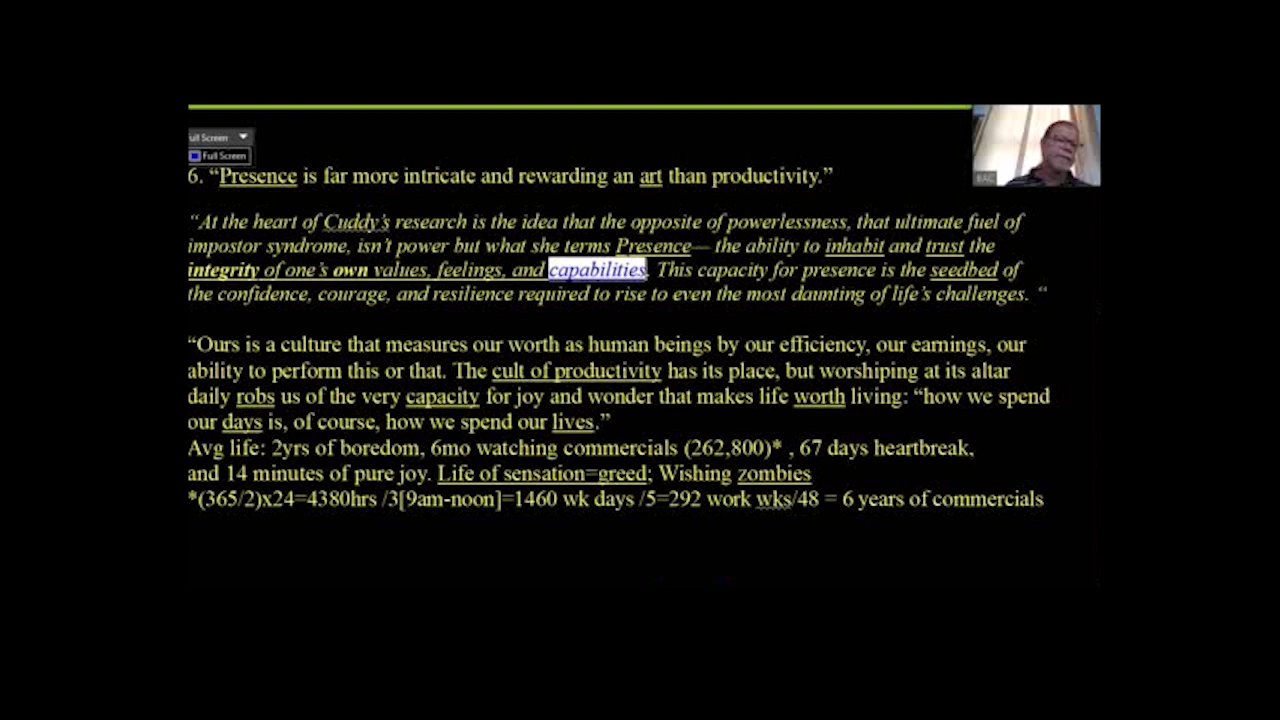 ull Screen
Full Screen
6. “Presence is far more intricate and rewarding an art than productivity.”
“At the heart of Cuddy’s research is the idea that the opposite of powerlessness, that ultimate fuel of
impostor syndrome, isn’t power but what she terms Presence— the ability to inhabit and trust the
integrity of one’s own values, feelings, and capabilities. This capacity for presence is the seedbed of
the confidence, courage, and resilience required to rise to even the most daunting of life’s challenges. “
“Ours is a culture that measures our worth as human beings by our efficiency, our earnings, our
ability to perform this or that. The cult of productivity has its place, but worshiping at its altar
daily robs us of the very capacity for joy and wonder that makes life worth living: “how we spend
our days is, of course, how we spend our lives.”
Avg life: 2yrs of boredom, 6mo watching commercials (262,800)* , 67 days heartbreak,
and 14 minutes of pure joy. Life of sensation=greed; Wishing zombies
*(365/2)x24=4380hrs /3[9am-noon]=1460 wk days /5=292 work wks/48 = 6 years of commercials